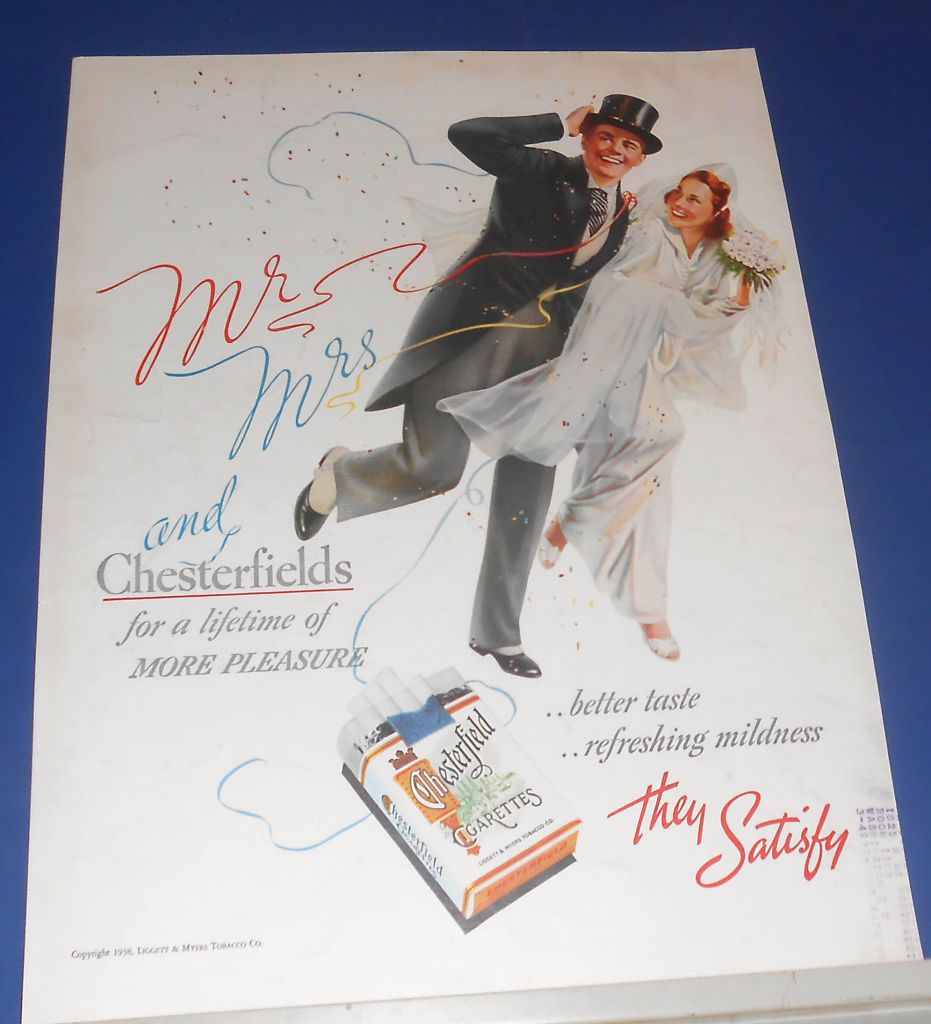 Mr
Mrs
and
Chesterfields
for a lifetime of
MORE PLEASURE
..better taste
..refreshing mildness
They
Satisfy
Chesterfield
CIGARETTES
LIGGETT & MYERS TOBACCO CO.
Chesterfield
CHESTERFIELD
Copyright 1938, LIGGETT & MYERS TOBACCO CO.